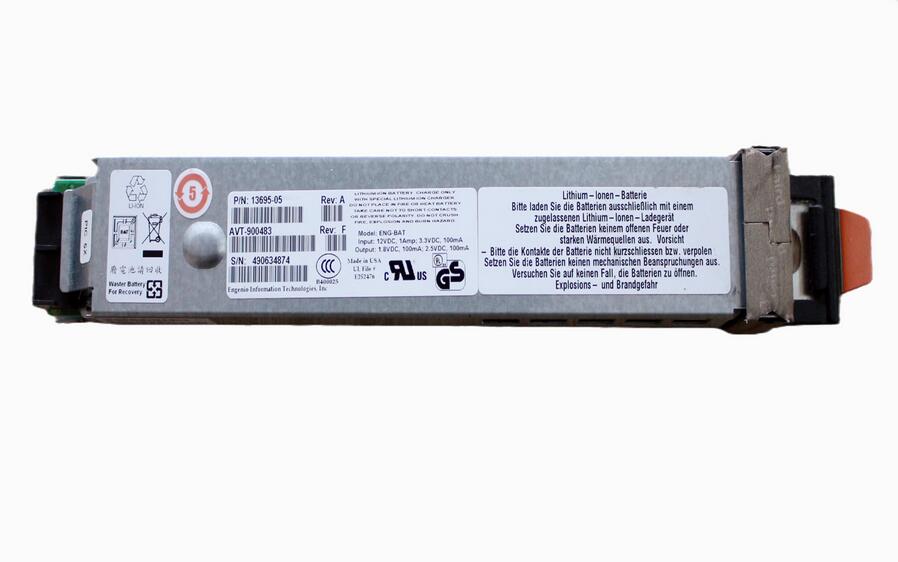 LI-ION
BAT
廢電池請回收
Waster Battery
For Recovery
5
P/N: 13695-05
Rev: A
AVT-900483
Rev: F
S/N: 490634874
B400025
Engenio Information Technologies, Inc
LITHIUM ION BATTERY. CHARGE ONLY
WITH SPECIAL LITHIUM ION CHARGER
DO NOT PLACE IN FIRE OR HEAT BATTERY
TAKE CARE NOT TO SHORT CONTACTS
OR REVERSE POLARITY. DO NOT CRUSH
FIRE, EXPLOSION AND BURN HAZARD.
Model: ENG-BAT
Input: 12VDC, 1Amp; 3.3VDC, 100mA
Output: 1.8VDC, 100mA; 2.5VDC, 100mA
Made in USA
UL File #
E252476
c RU US
GS
Lithium–Ionen–Batterie
Bitte laden Sie die Batterien ausschließlich mit einem
zugelassenen Lithium–Ionen–Ladegerät
Setzen Sie die Batterien keinem offenen Feuer oder
starken Wärmequellen aus. Vorsicht
– Bitte die Kontakte der Batterie nicht kurzschliessen bzw. verpolen
Setzen Sie die Batterien keinen mechanischen Beanspruchungen aus.
Versuchen Sie auf keinen Fall, die Batterien zu öffnen.
Explosions – und Brandgefahr